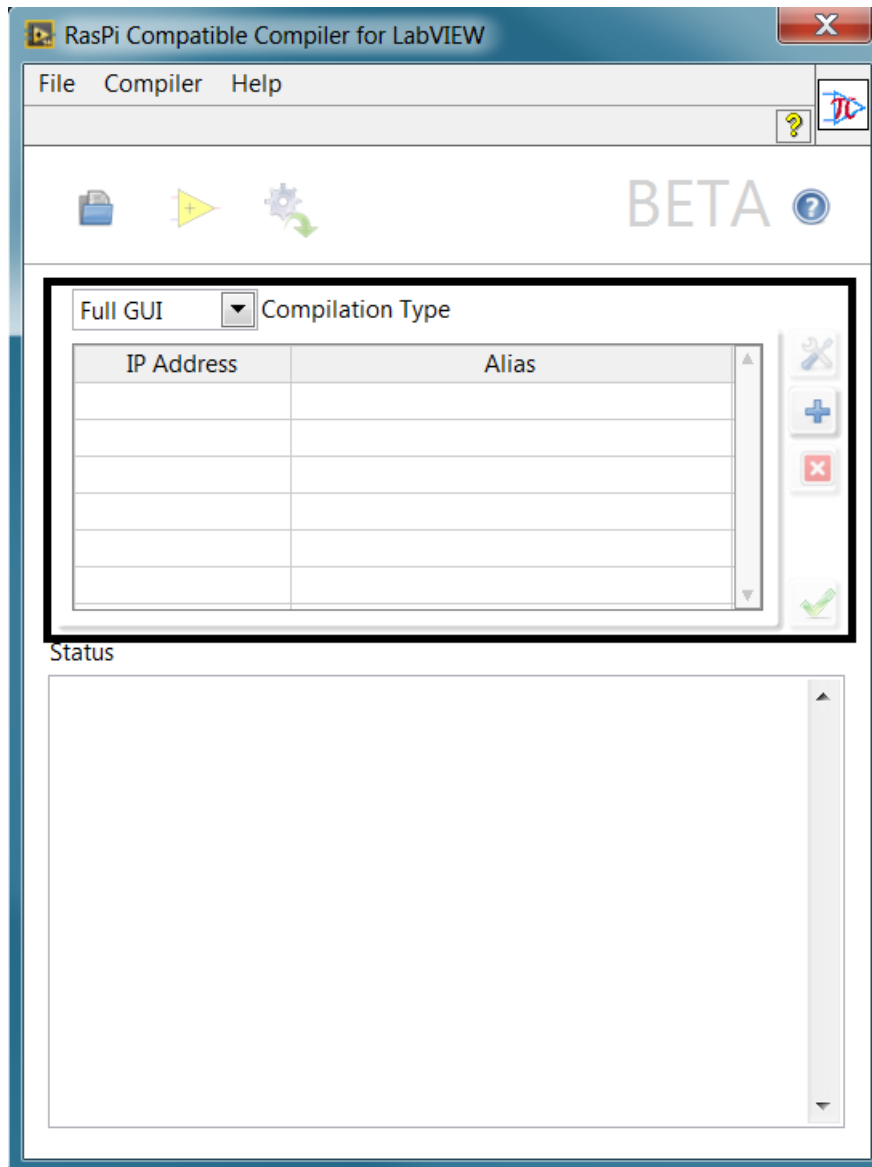 RasPi Compatible Compiler for LabVIEW
File Compiler Help
BETA
Full GUI Compilation Type
IP Address Alias
Status